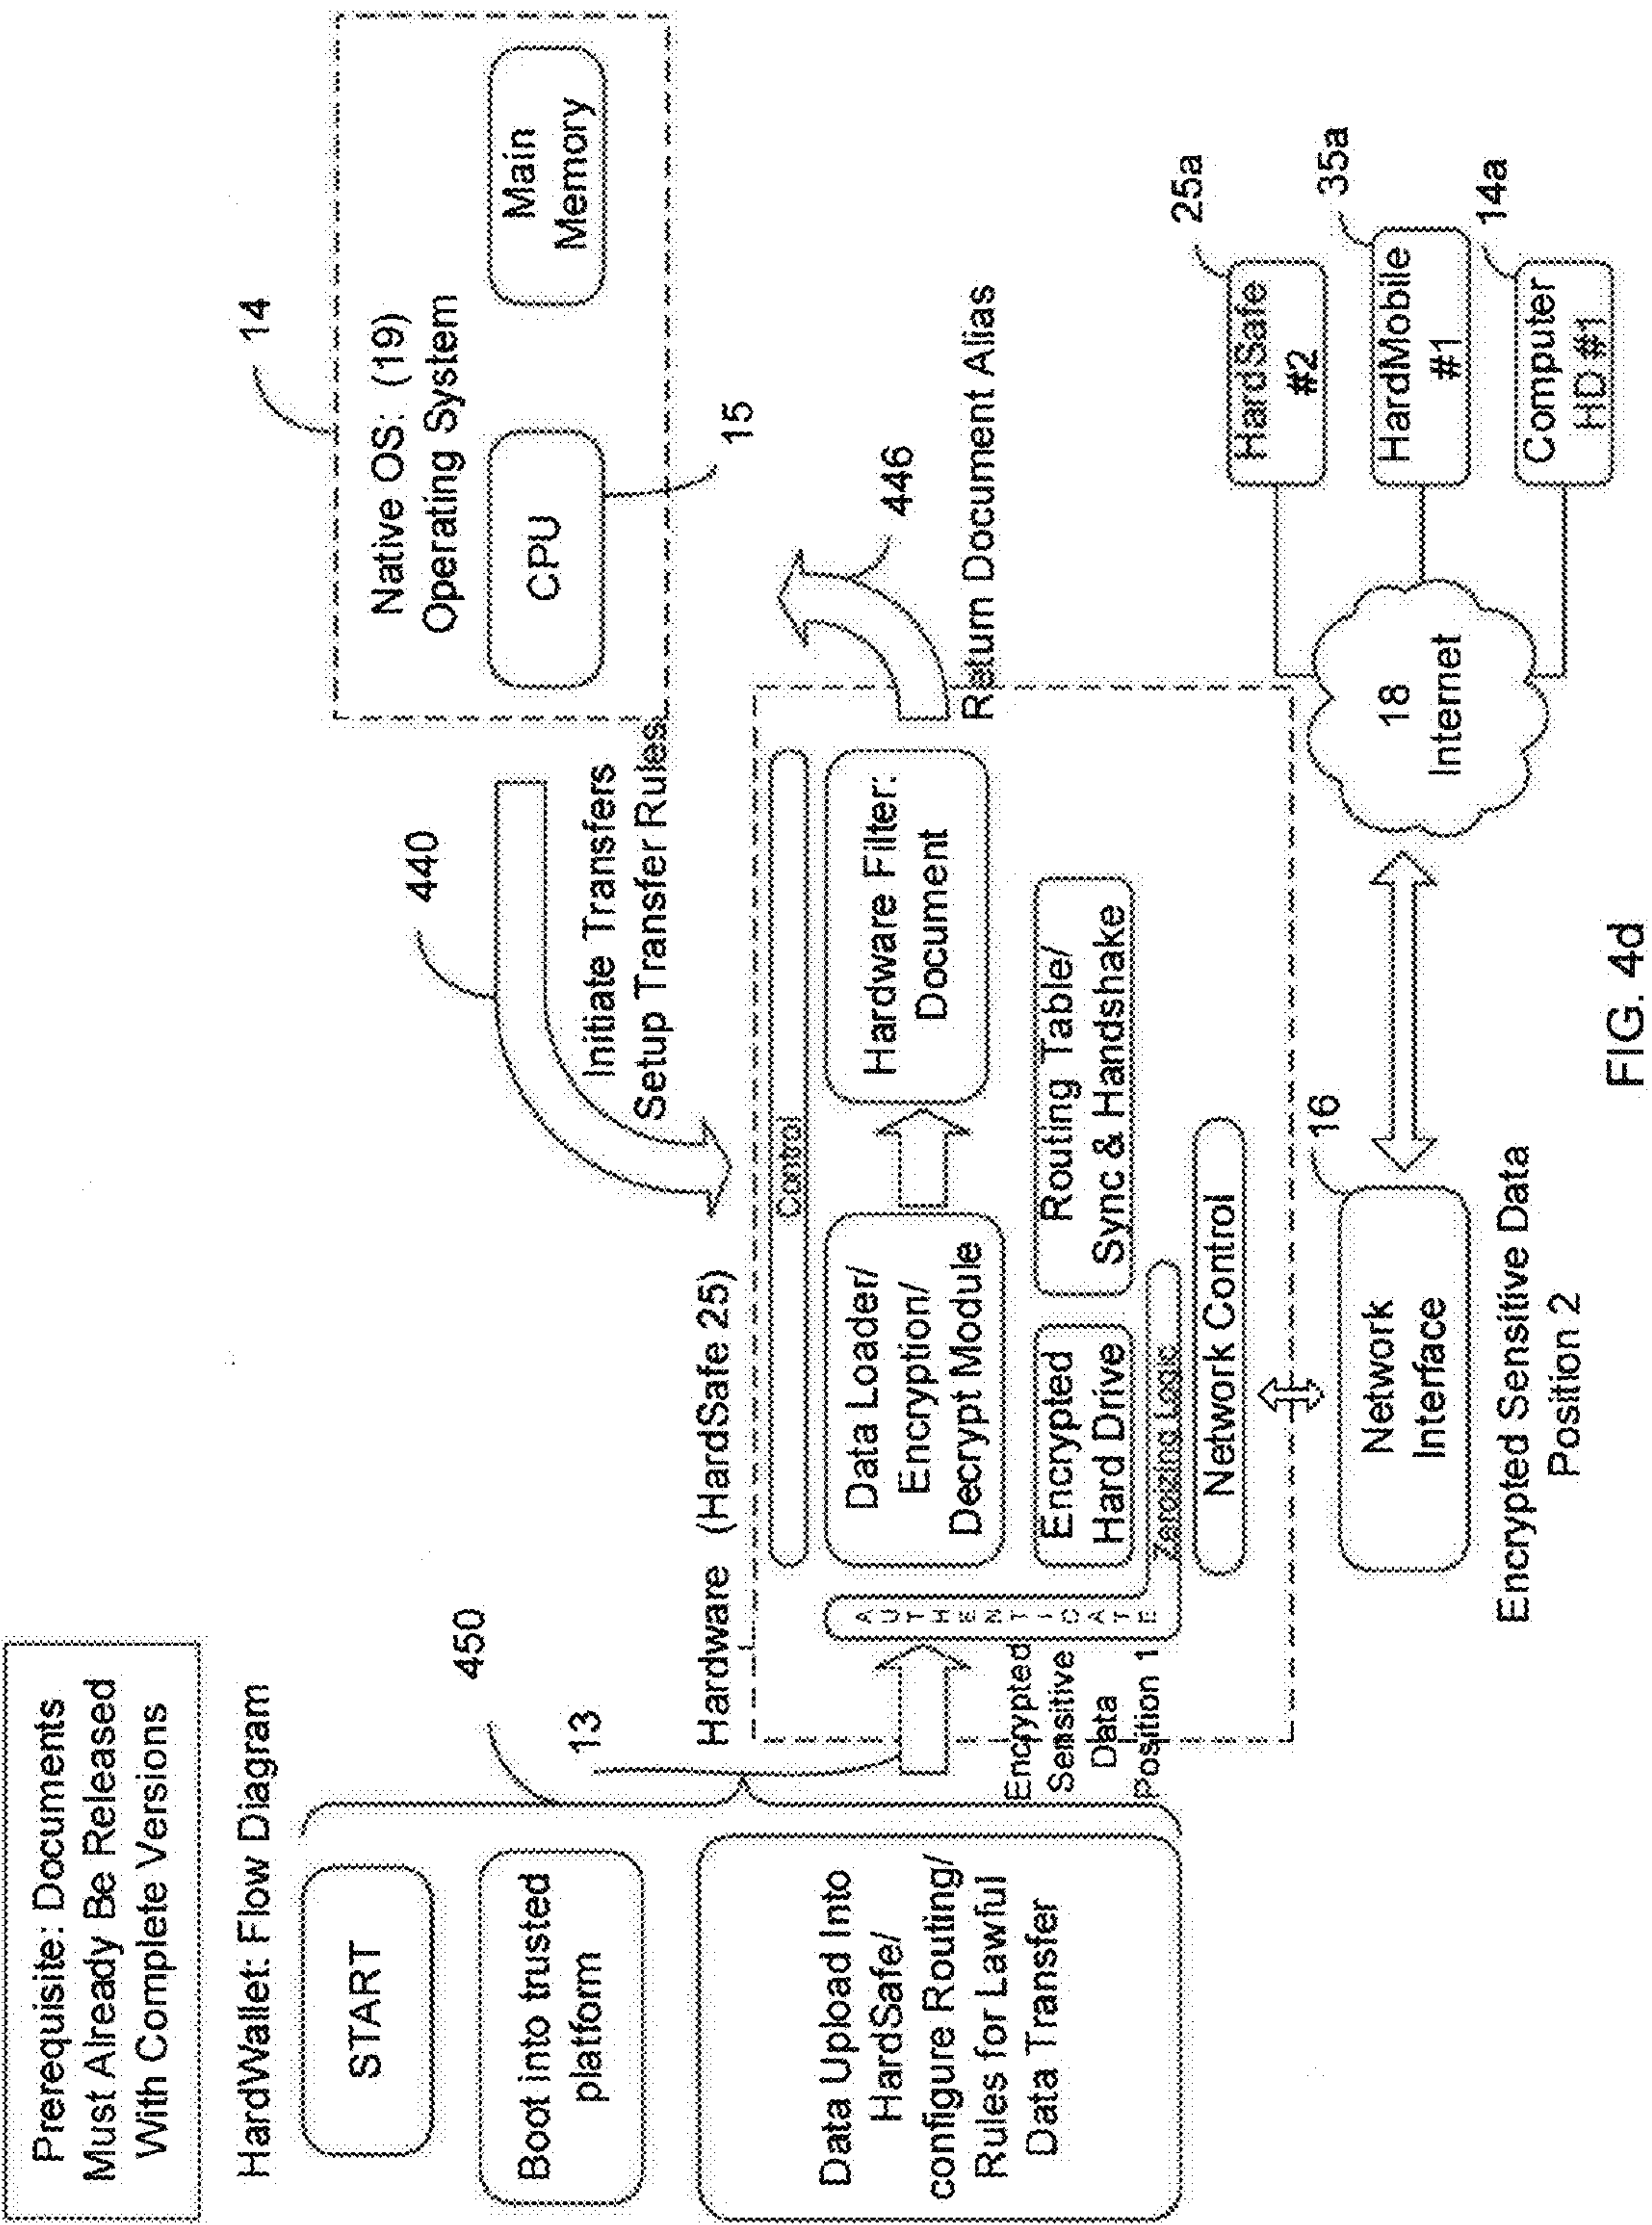 Prerequisite: Documents
Must Already Be Released
With Complete Versions
HardWallet: Flow Diagram
START
Boot into trusted
platform
Data Upload Into
HardSafe/
configure Routing/
Rules for Lawful
Data Transfer
450
13
440
Initiate Transfers
Setup Transfer Rules
14
Native OS: (19)
Operating System
CPU
Main
Memory
15
Hardware (HardSafe 25)
Control
Data Loader/
Encryption/
Decrypt Module
Hardware Filter:
Document
446
Return Document Alias
AUTHENTICATE
Encrypted
Sensitive
Data
Position 1
Encrypted
Hard Drive
Routing Table/
Sync & Handshake
Zeroizing Logic
Network Control
16
Network
Interface
Encrypted Sensitive Data
Position 2
18
Internet
HardSafe
#2
25a
HardMobile
#1
35a
Computer
HD #1
14a
FIG. 4d